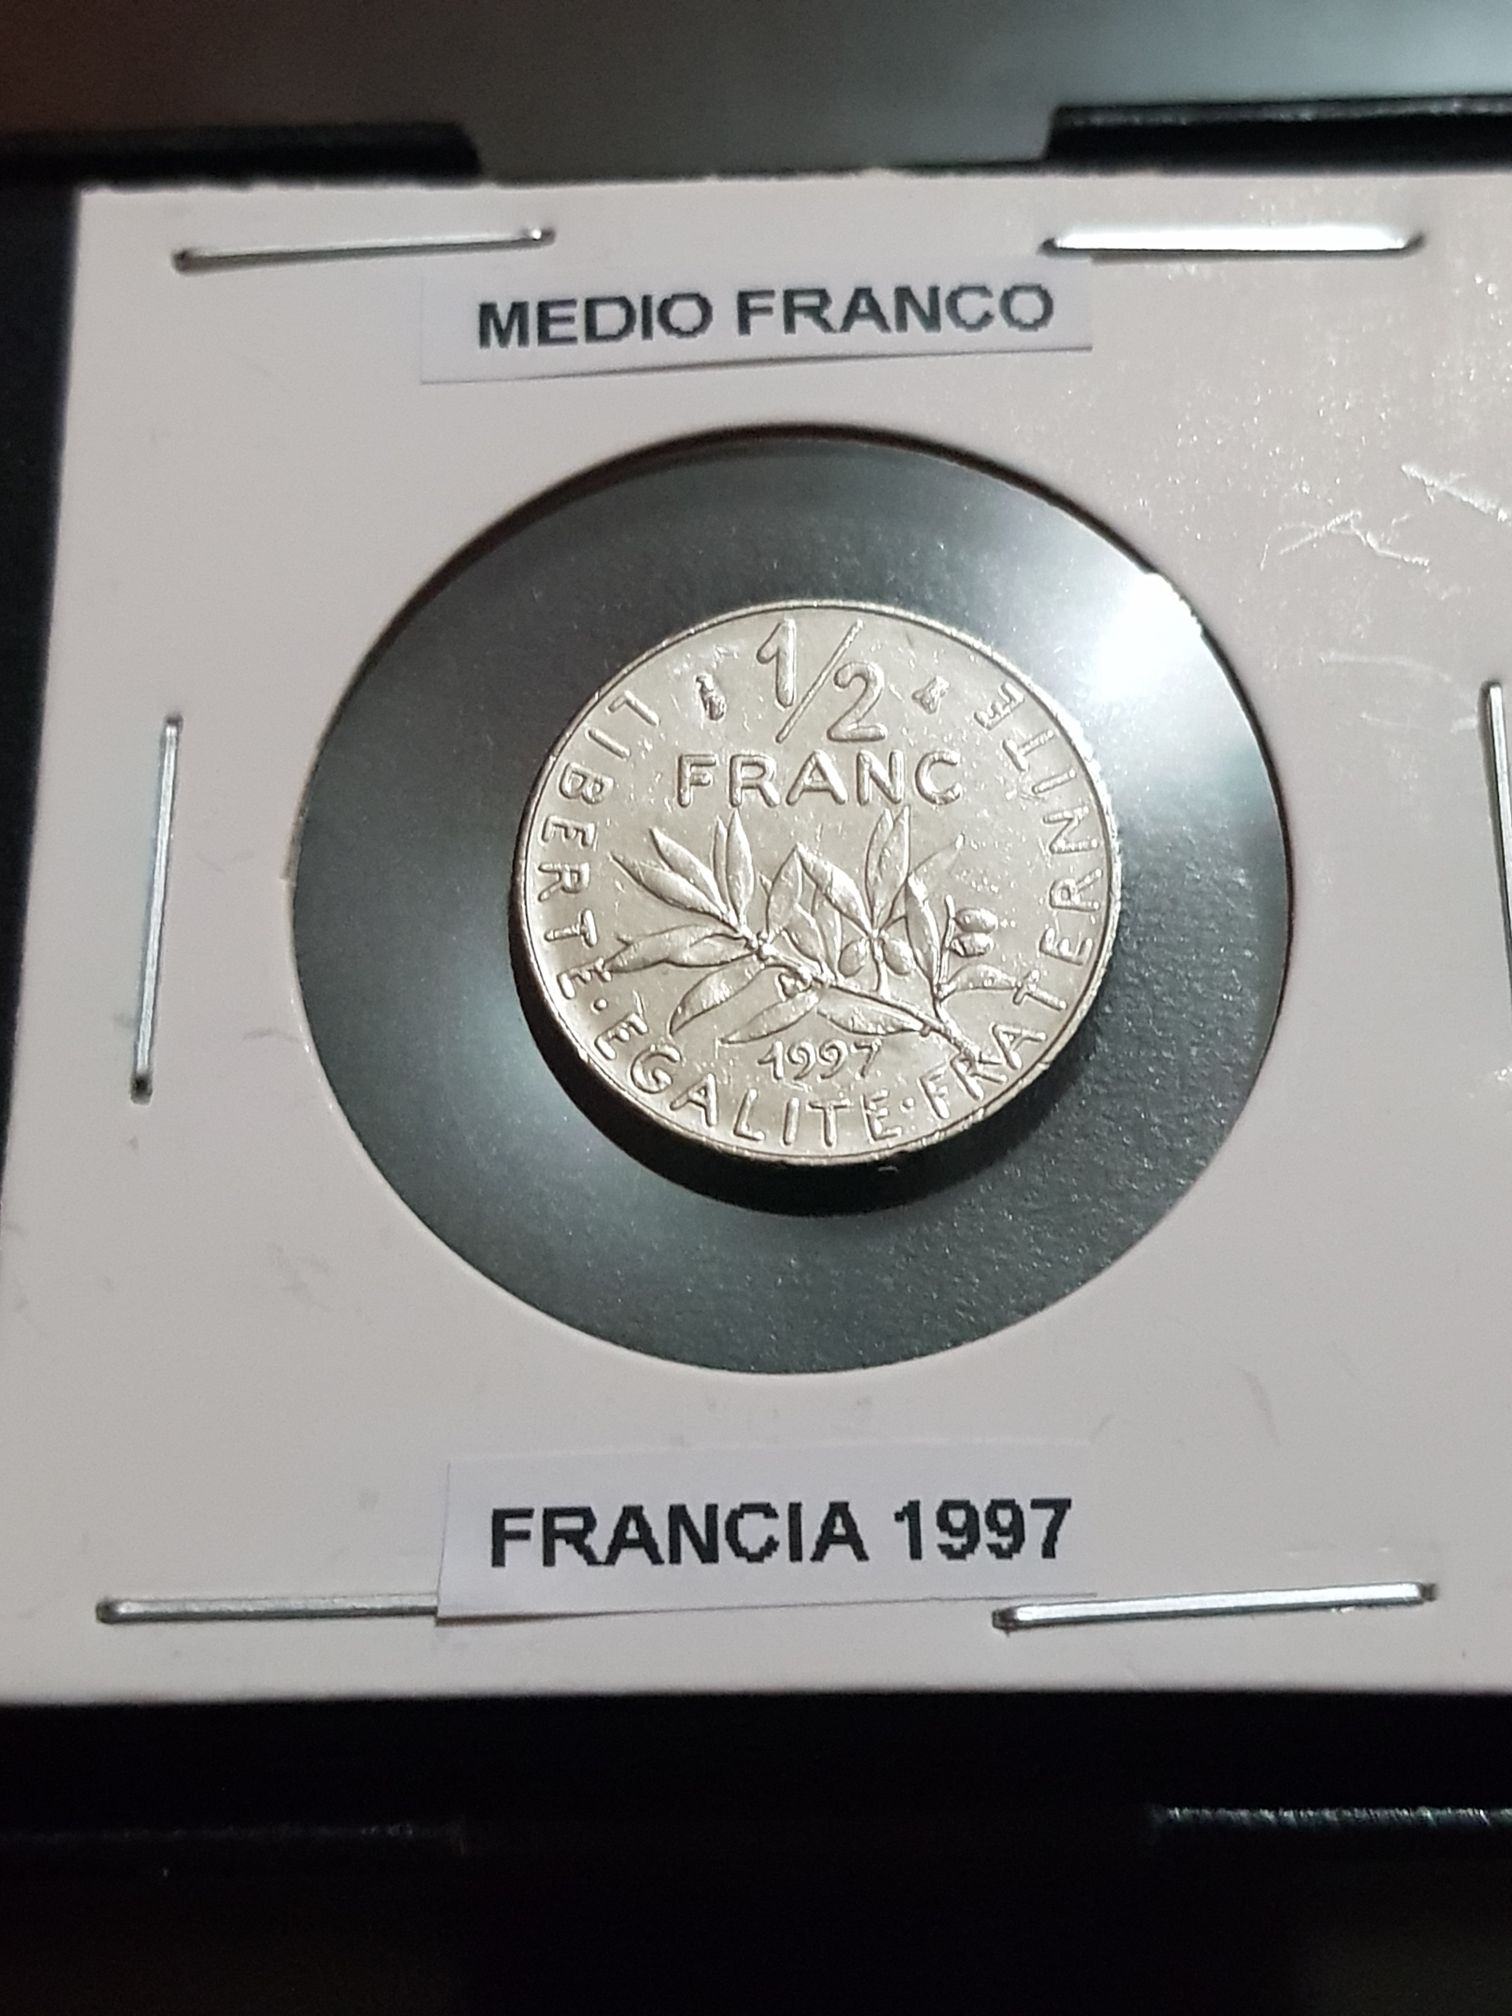 MEDIO FRANCO
1/2
FRANC
LIBERTE·EGALITE·FRATERNITE
1997
FRANCIA 1997